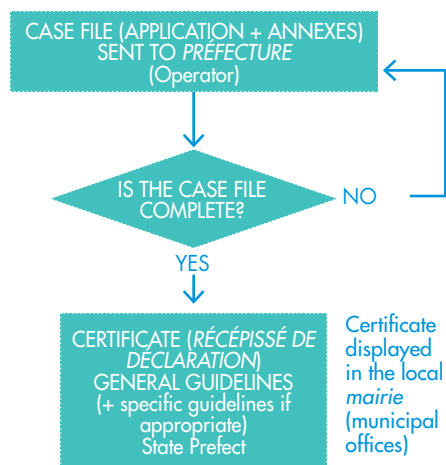 CASE FILE (APPLICATION + ANNEXES)
SENT TO PRÉFECTURE
(Operator)
IS THE CASE FILE
COMPLETE?
NO
YES
CERTIFICATE (RÉCÉPISSÉ DE
DÉCLARATION)
GENERAL GUIDELINES
(+ specific guidelines if
appropriate)
State Prefect
Certificate
displayed
in the local
mairie
(municipal
offices)